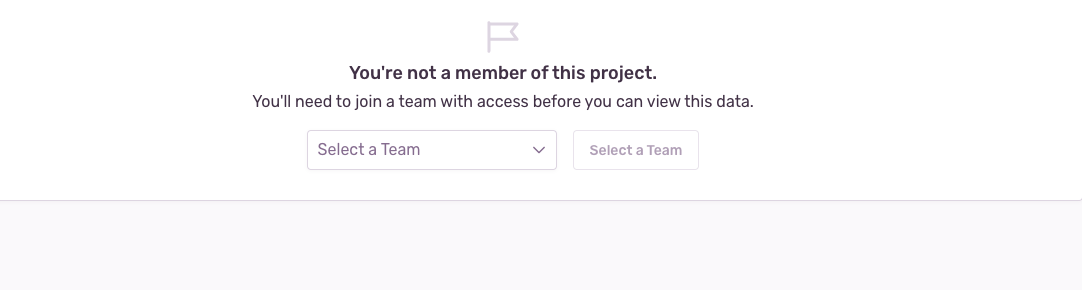 You're not a member of this project.
You'll need to join a team with access before you can view this data.
Select a Team
Select a Team